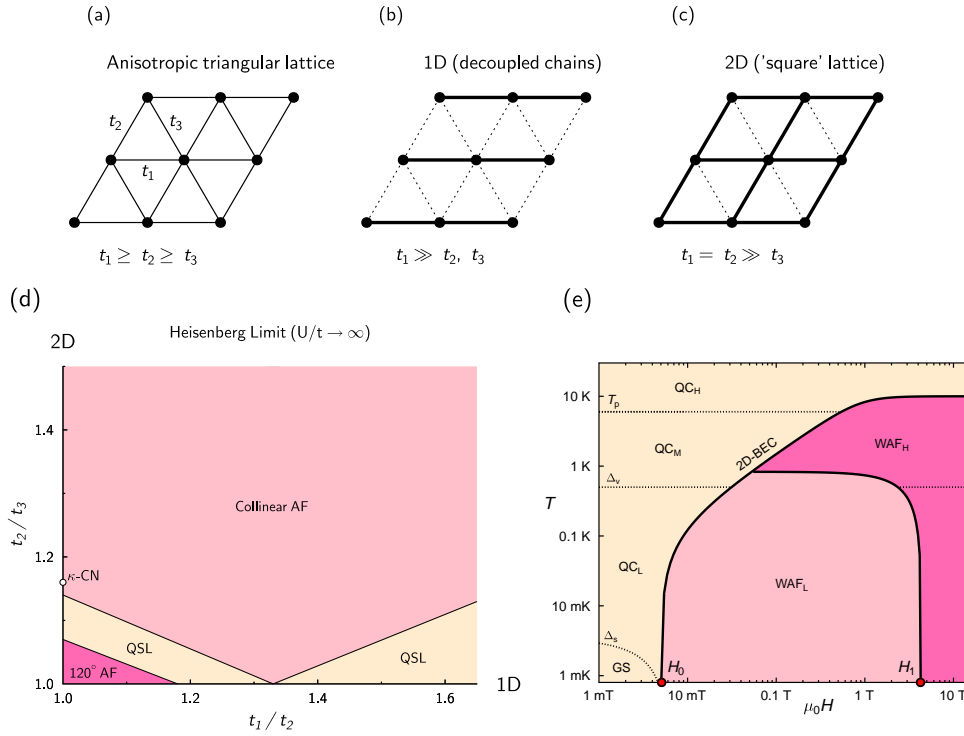 (a)
(b)
(c)
Anisotropic triangular lattice
1D (decoupled chains)
2D ('square' lattice)
t2
t3
t1
t1 ≥ t2 ≥ t3
t1 ≫ t2, t3
t1 = t2 ≫ t3
(d)
Heisenberg Limit (U/t → ∞)
2D
1.4
1.2
1.0
t2/t3
Collinear AF
κ-CN
QSL
QSL
120° AF
1.0
1.2
1.4
1.6
1D
t1/t2
(e)
10 K
1 K
0.1 K
10 mK
1 mK
T
Tp
QCH
QCM
2D-BEC
WAFH
Δv
QCL
WAFL
Δs
GS
H0
H1
1 mT
10 mT
0.1 T
1 T
10 T
μ0H